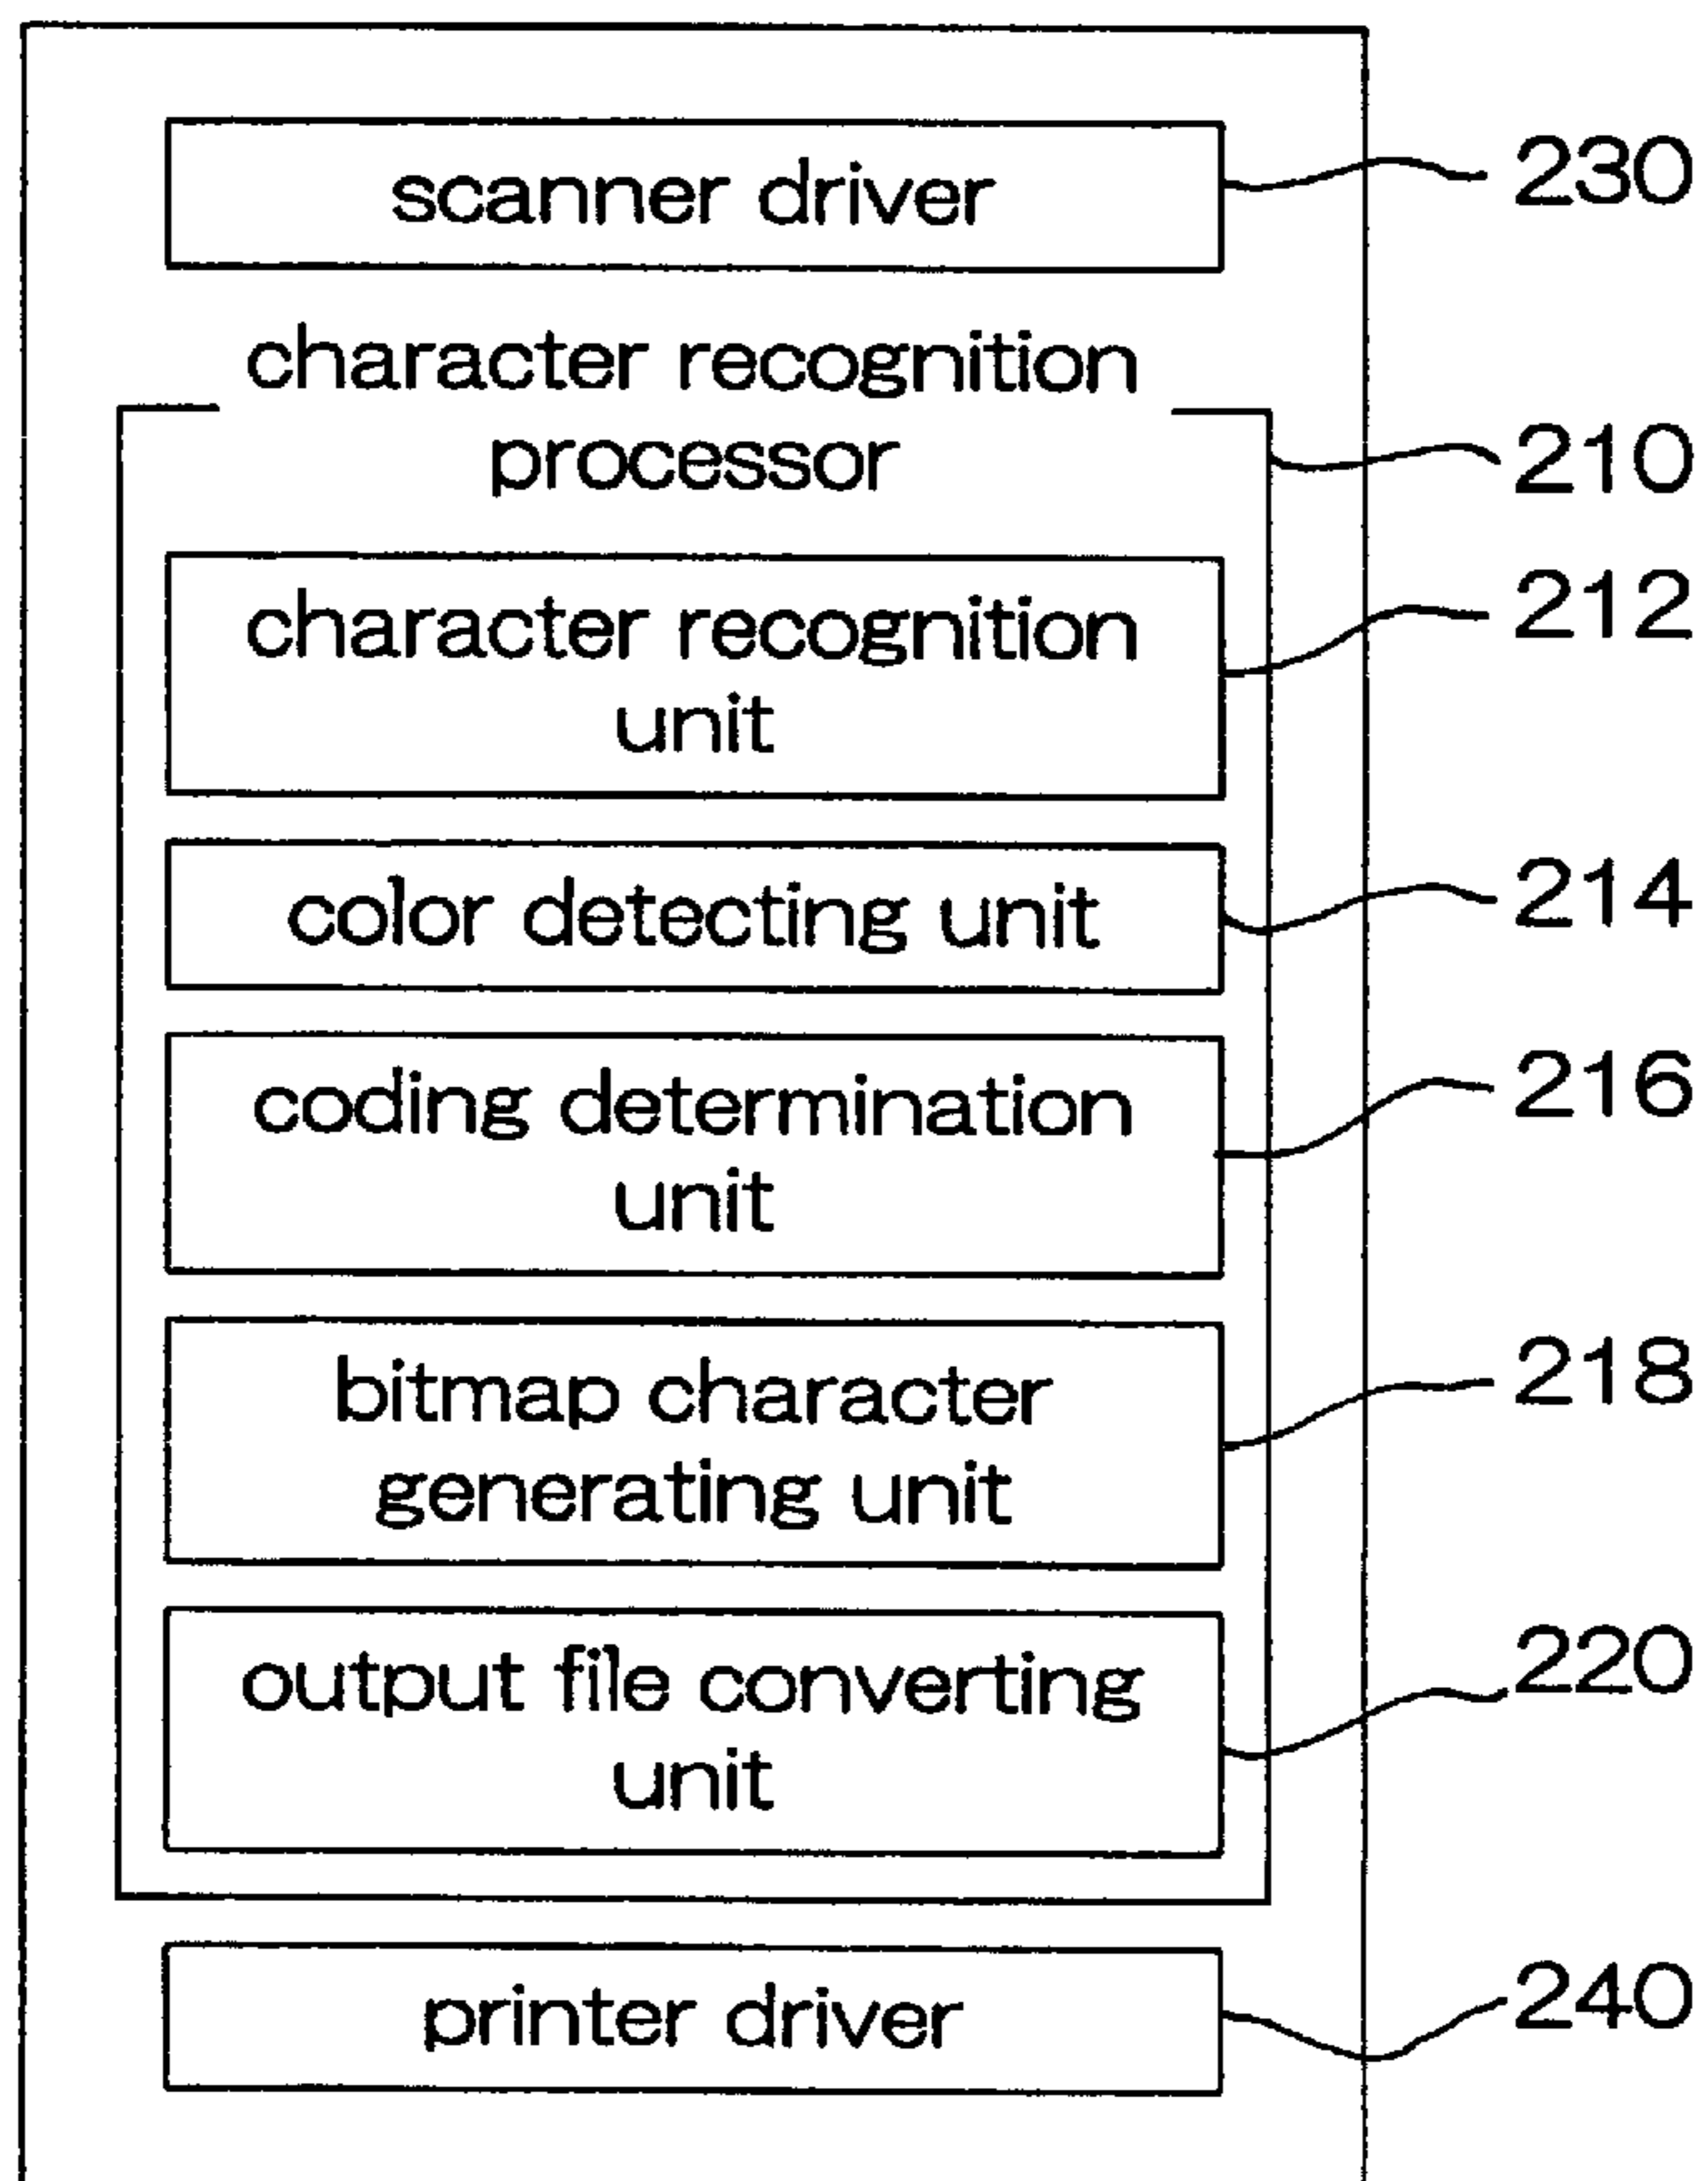 scanner driver
230
character recognition
processor
210
character recognition
unit
212
color detecting unit
214
coding determination
unit
216
bitmap character
generating unit
218
output file converting
unit
220
printer driver
240